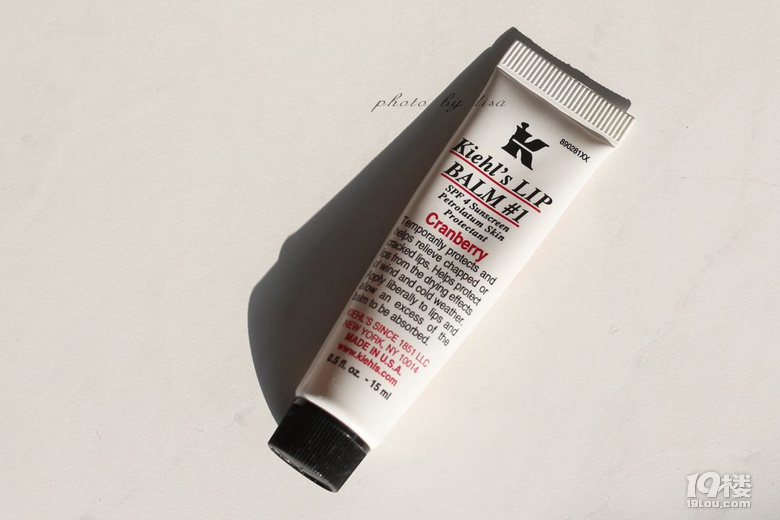 photo by lisa
890281XX
Kiehl's LIP
BALM #1
SPF 4 Sunscreen
Petrolatum Skin
Protectant
Cranberry
Temporarily protects and
helps relieve chapped or
cracked lips. Helps protect
lips from the drying effects
of wind and cold weather.
Apply liberally to lips and
allow an excess of the
balm to be absorbed.
KIEHL'S SINCE 1851 LLC
NEW YORK, NY 10014
MADE IN U.S.A.
www.kiehls.com
0.5 fl. oz. - 15 ml
19楼
19lou.com